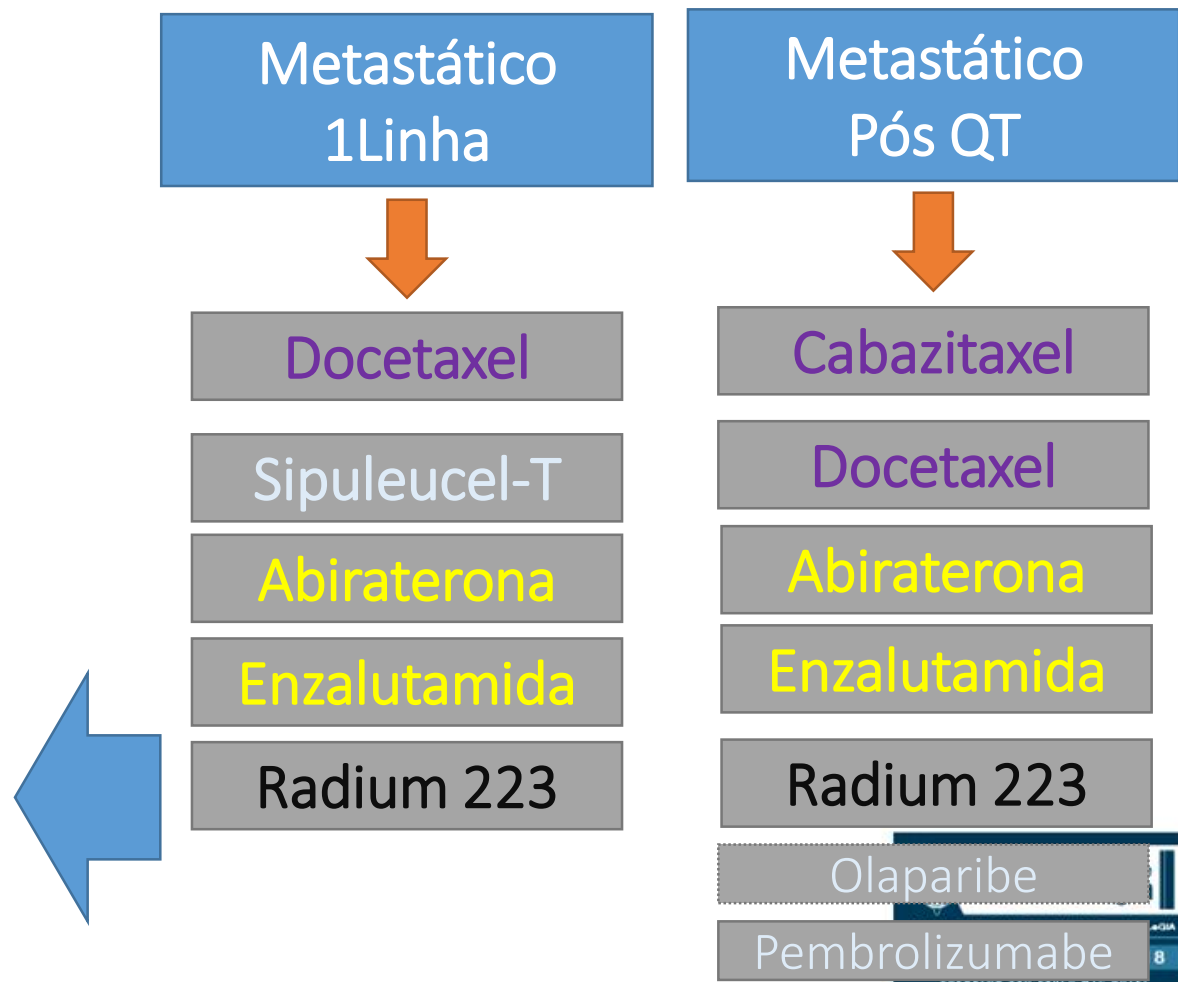 Metastático
1Linha
Docetaxel
Sipuleucel-T
Abiraterona
Enzalutamida
Radium 223
Metastático
Pós QT
Cabazitaxel
Docetaxel
Abiraterona
Enzalutamida
Radium 223
Olaparibe
Pembrolizumabe
8